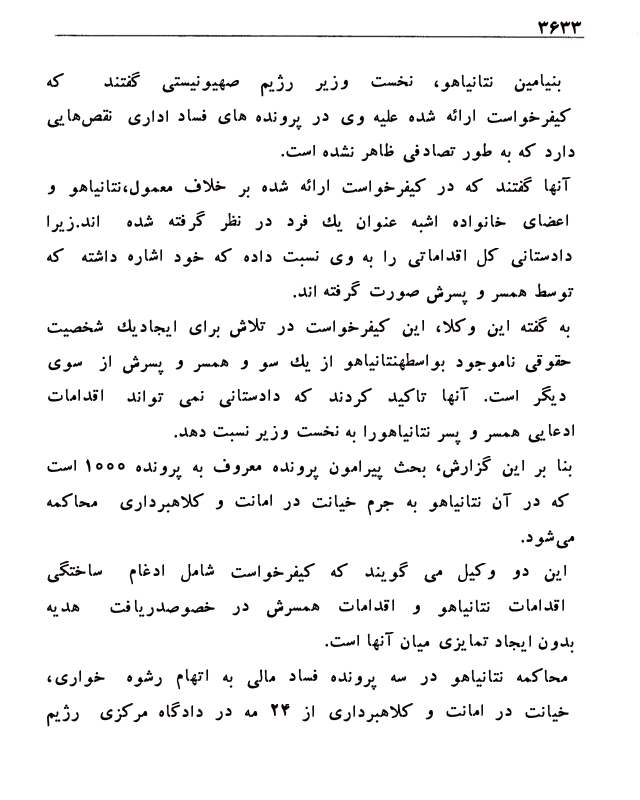 ۳۶۳۳
بنیامین نتانیاهو، نخست وزیر رژیم صهیونیستی گفتند که
کیفرخواست ارائه شده علیه وی در پرونده های فساد اداری نقص‌هایی
دارد که به طور تصادفی ظاهر نشده است.
آنها گفتند که در کیفرخواست ارائه شده بر خلاف معمول،نتانیاهو و
اعضای خانواده اشبه عنوان یك فرد در نظر گرفته شده اند.زیرا
دادستانی کل اقداماتی را به وی نسبت داده که خود اشاره داشته که
توسط همسر و پسرش صورت گرفته اند.
به گفته این وکلا، این کیفرخواست در تلاش برای ایجادیك شخصیت
حقوقی ناموجود بواسطهنتانیاهو از یك سو و همسر و پسرش از سوی
دیگر است. آنها تاکید کردند که دادستانی نمی تواند اقدامات
ادعایی همسر و پسر نتانیاهورا به نخست وزیر نسبت دهد.
بنا بر این گزارش، بحث پیرامون پرونده معروف به پرونده ۱۰۰۰ است
که در آن نتانیاهو به جرم خیانت در امانت و کلاهبرداری محاکمه
می‌شود.
این دو وکیل می گویند که کیفرخواست شامل ادغام ساختگی
اقدامات نتانیاهو و اقدامات همسرش در خصوصدریافت هدیه
بدون ایجاد تمایزی میان آنها است.
محاکمه نتانیاهو در سه پرونده فساد مالی به اتهام رشوه خواری،
خیانت در امانت و کلاهبرداری از ۲۴ مه در دادگاه مرکزی رژیم